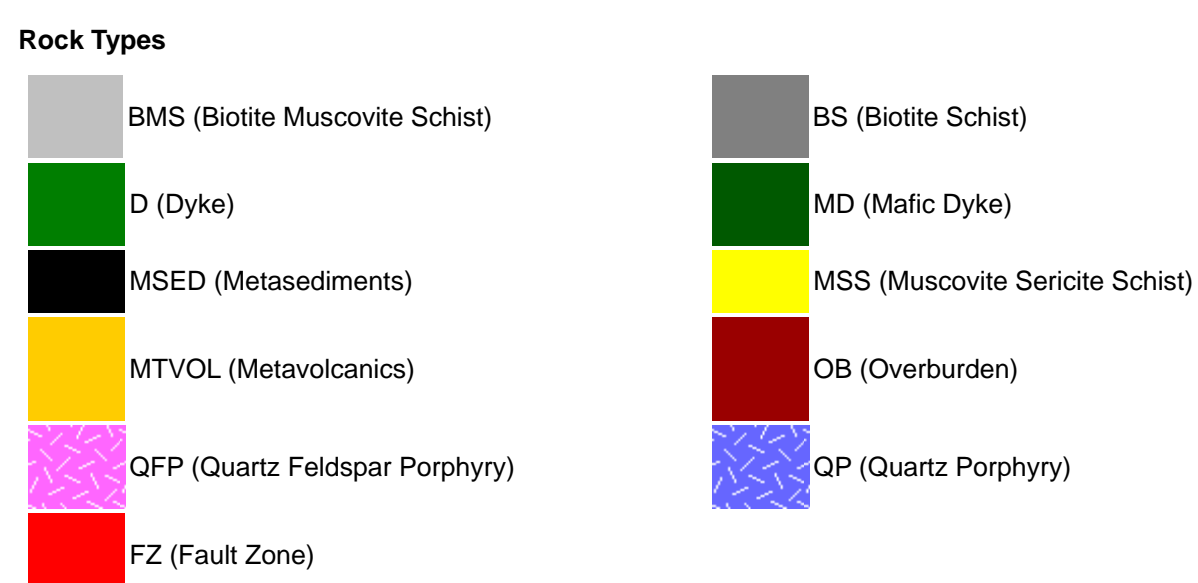 Rock Types
BMS (Biotite Muscovite Schist)
BS (Biotite Schist)
D (Dyke)
MD (Mafic Dyke)
MSED (Metasediments)
MSS (Muscovite Sericite Schist)
MTVOL (Metavolcanics)
OB (Overburden)
QFP (Quartz Feldspar Porphyry)
QP (Quartz Porphyry)
FZ (Fault Zone)